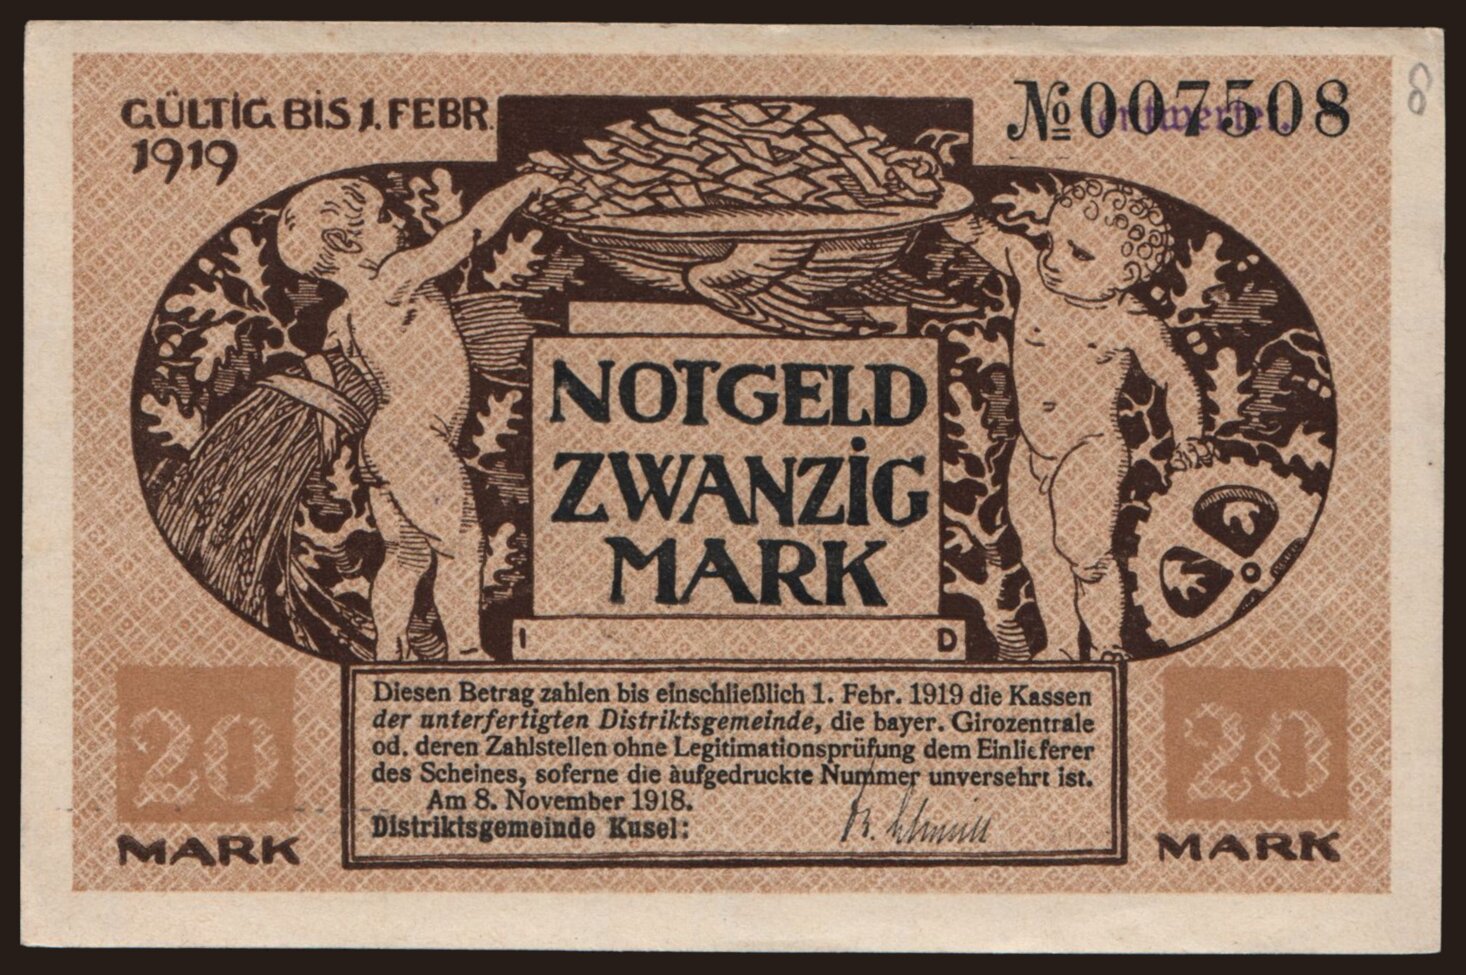 GÜLTIG BIS 1. FEBR.
1919
№ 007508
entwertet.
8
NOTGELD
ZWANZIG
MARK
I D
Diesen Betrag zahlen bis einschließlich 1. Febr. 1919 die Kassen
der unterfertigten Distriktsgemeinde, die bayer. Girozentrale
od. deren Zahlstellen ohne Legitimationsprüfung dem Einlieferer
des Scheines, soferne die aufgedruckte Nummer unversehrt ist.
Am 8. November 1918.
Distriktsgemeinde Kusel:
20
MARK
20
MARK